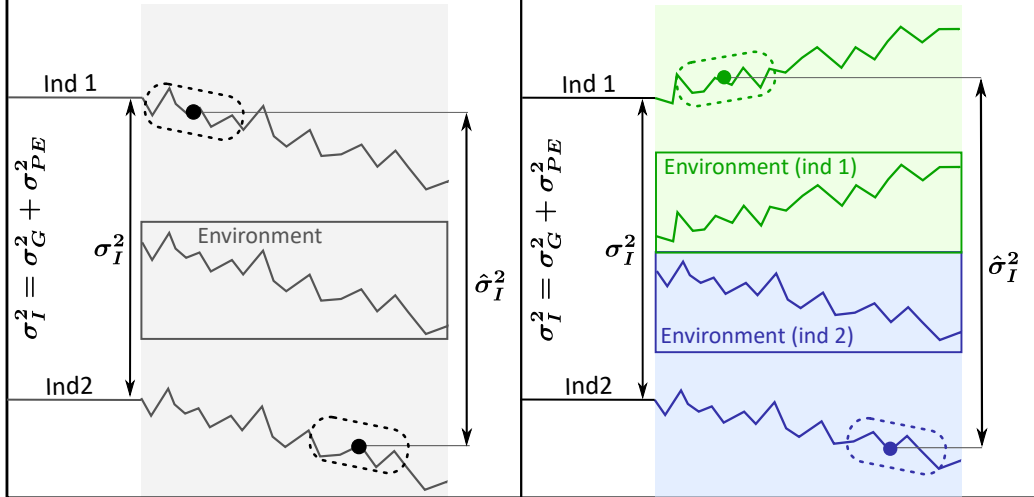 Ind 1
σ²_I = σ²_G + σ²_PE
σ²_I
Environment
σ̂²_I
Ind2
Ind 1
σ²_I = σ²_G + σ²_PE
σ²_I
Environment (ind 1)
σ̂²_I
Environment (ind 2)
Ind2